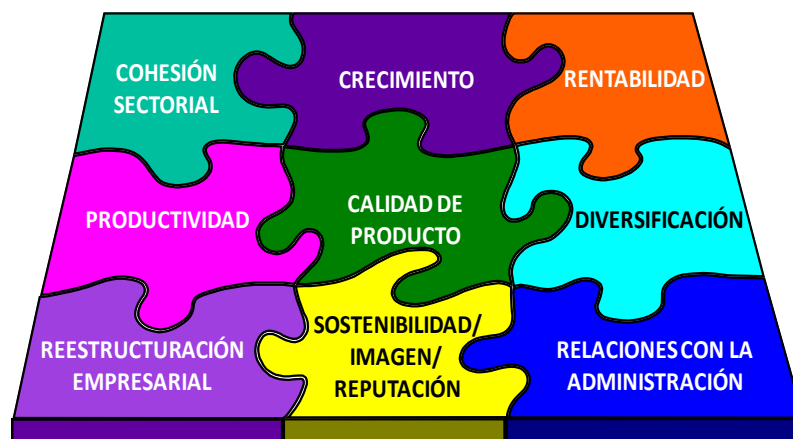 COHESIÓN
SECTORIAL
CRECIMIENTO
RENTABILIDAD
PRODUCTIVIDAD
CALIDAD DE
PRODUCTO
DIVERSIFICACIÓN
REESTRUCTURACIÓN
EMPRESARIAL
SOSTENIBILIDAD/
IMAGEN/
REPUTACIÓN
RELACIONES CON LA
ADMINISTRACIÓN